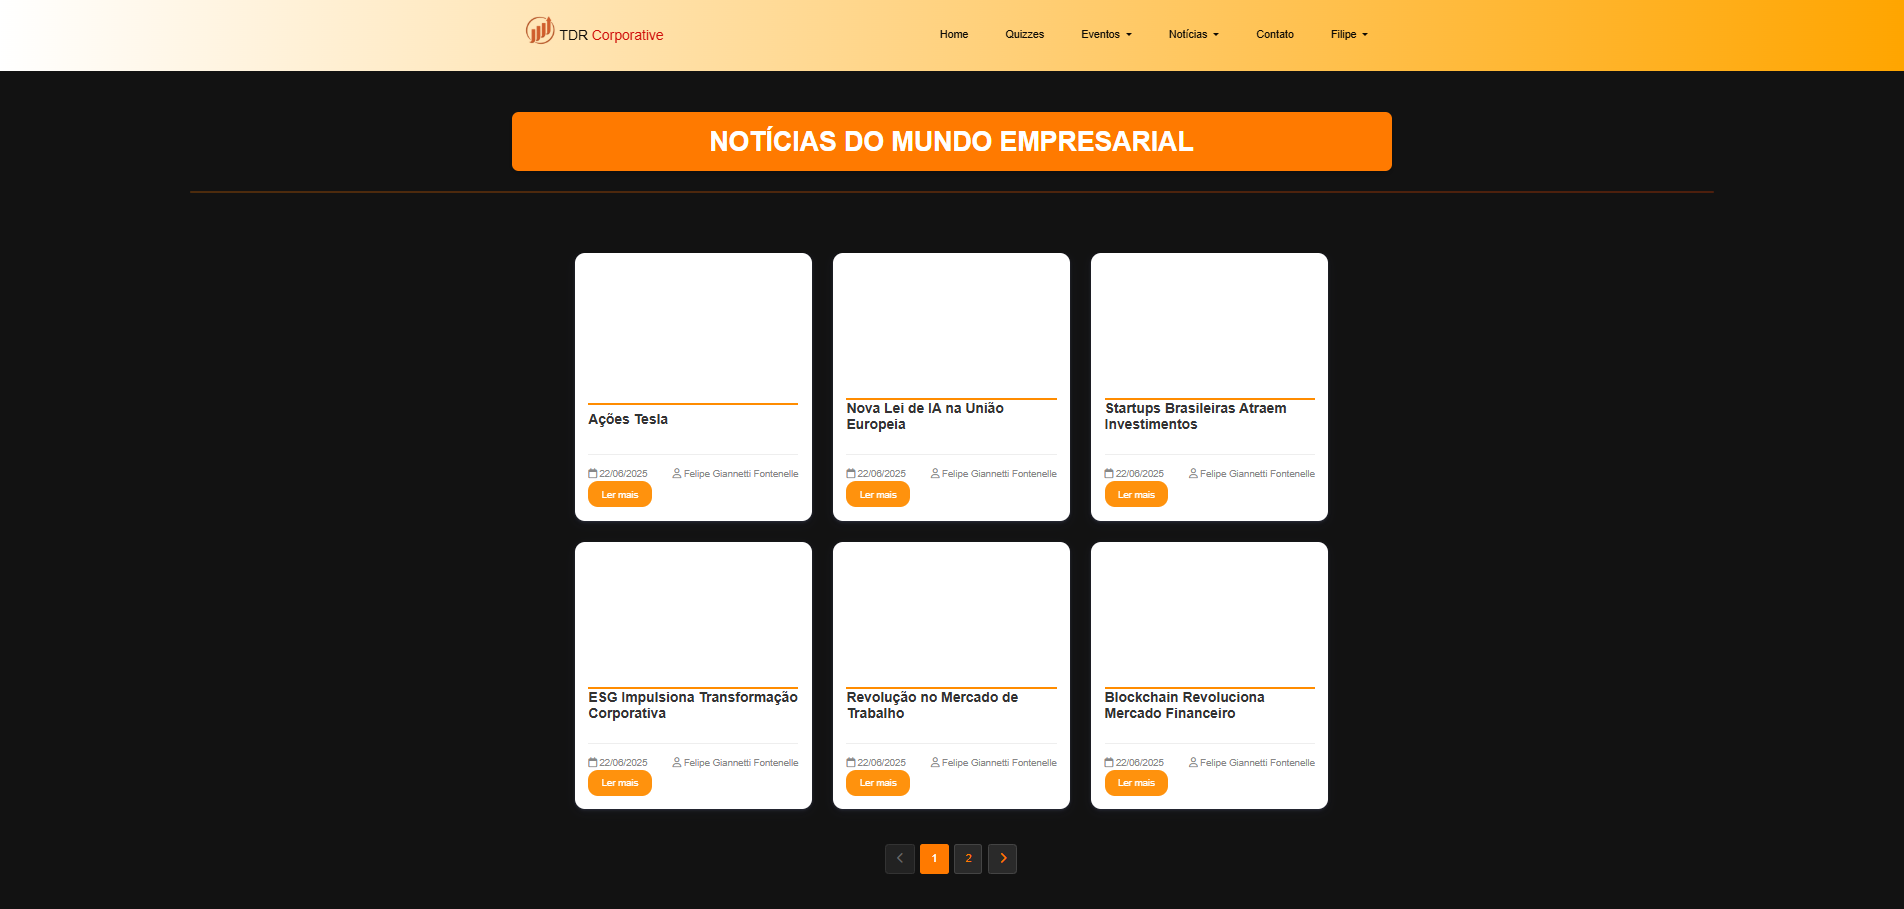 TDR Corporative
Home Quizzes Eventos Notícias Contato Filipe
NOTÍCIAS DO MUNDO EMPRESARIAL
Ações Tesla
22/06/2025 Felipe Giannetti Fontenelle
Ler mais
Nova Lei de IA na União
Europeia
22/06/2025 Felipe Giannetti Fontenelle
Ler mais
Startups Brasileiras Atraem
Investimentos
22/06/2025 Felipe Giannetti Fontenelle
Ler mais
ESG Impulsiona Transformação
Corporativa
22/06/2025 Felipe Giannetti Fontenelle
Ler mais
Revolução no Mercado de
Trabalho
22/06/2025 Felipe Giannetti Fontenelle
Ler mais
Blockchain Revoluciona
Mercado Financeiro
22/06/2025 Felipe Giannetti Fontenelle
Ler mais
1 2